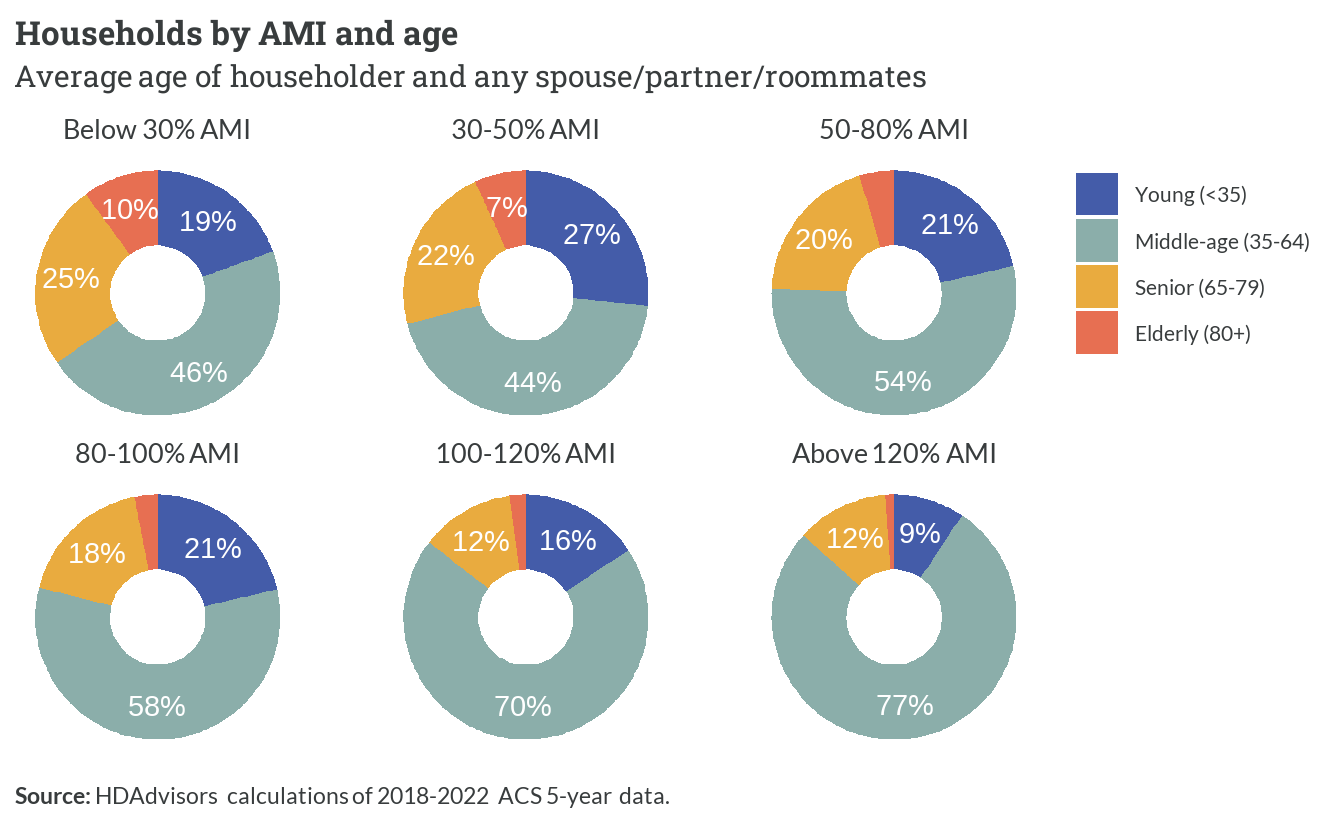 Households by AMI and age
Average age of householder and any spouse/partner/roommates
Below 30% AMI
10%
19%
25%
46%
30-50% AMI
7%
27%
22%
44%
50-80% AMI
20%
21%
54%
Young (<35)
Middle-age (35-64)
Senior (65-79)
Elderly (80+)
80-100% AMI
18%
21%
58%
100-120% AMI
12%
16%
70%
Above 120% AMI
12%
9%
77%
Source: HDAdvisors calculations of 2018-2022 ACS 5-year data.